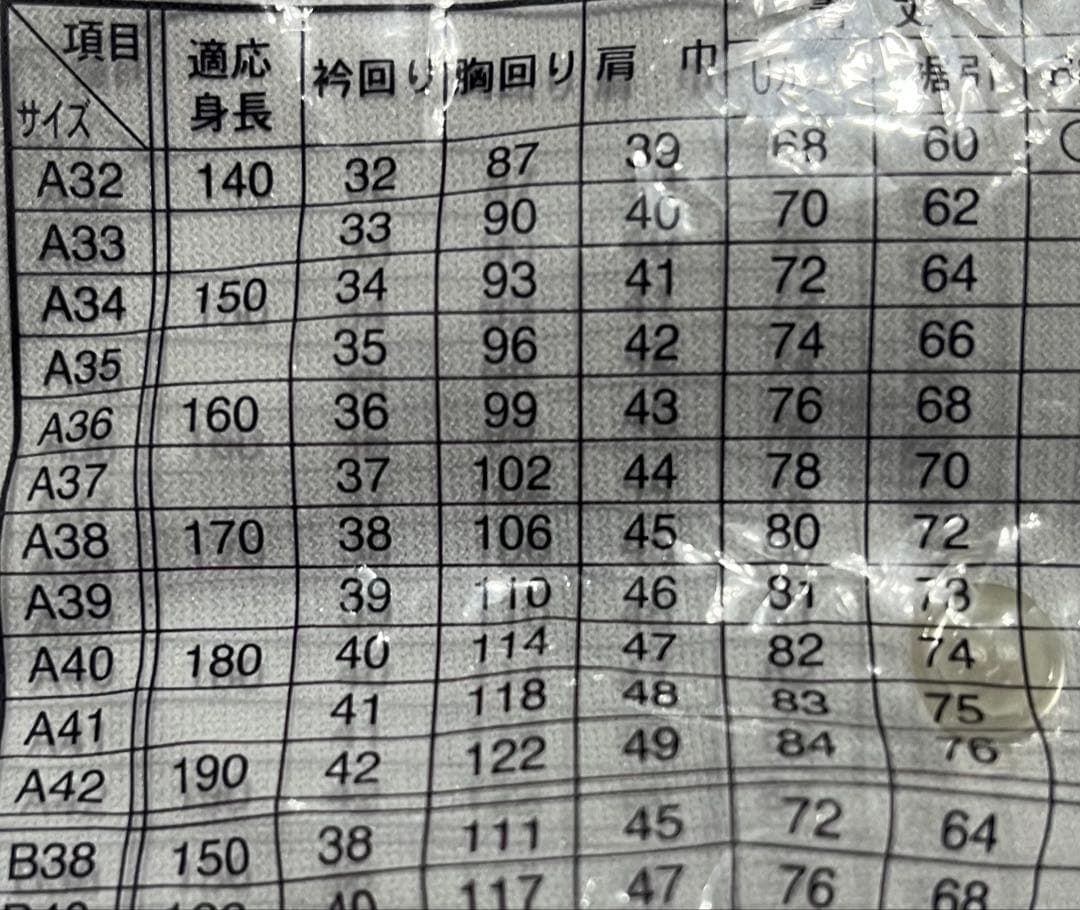 項目
サイズ 適応身長 衿回り 胸回り 肩巾 裾引
A32 140 32 87 39 68 60
A33 33 90 40 70 62
A34 150 34 93 41 72 64
A35 35 96 42 74 66
A36 160 36 99 43 76 68
A37 37 102 44 78 70
A38 170 38 106 45 80 72
A39 39 110 46 81 73
A40 180 40 114 47 82 74
A41 41 118 48 83 75
A42 190 42 122 49 84 76
B38 150 38 111 45 72 64
40 117 47 76 68